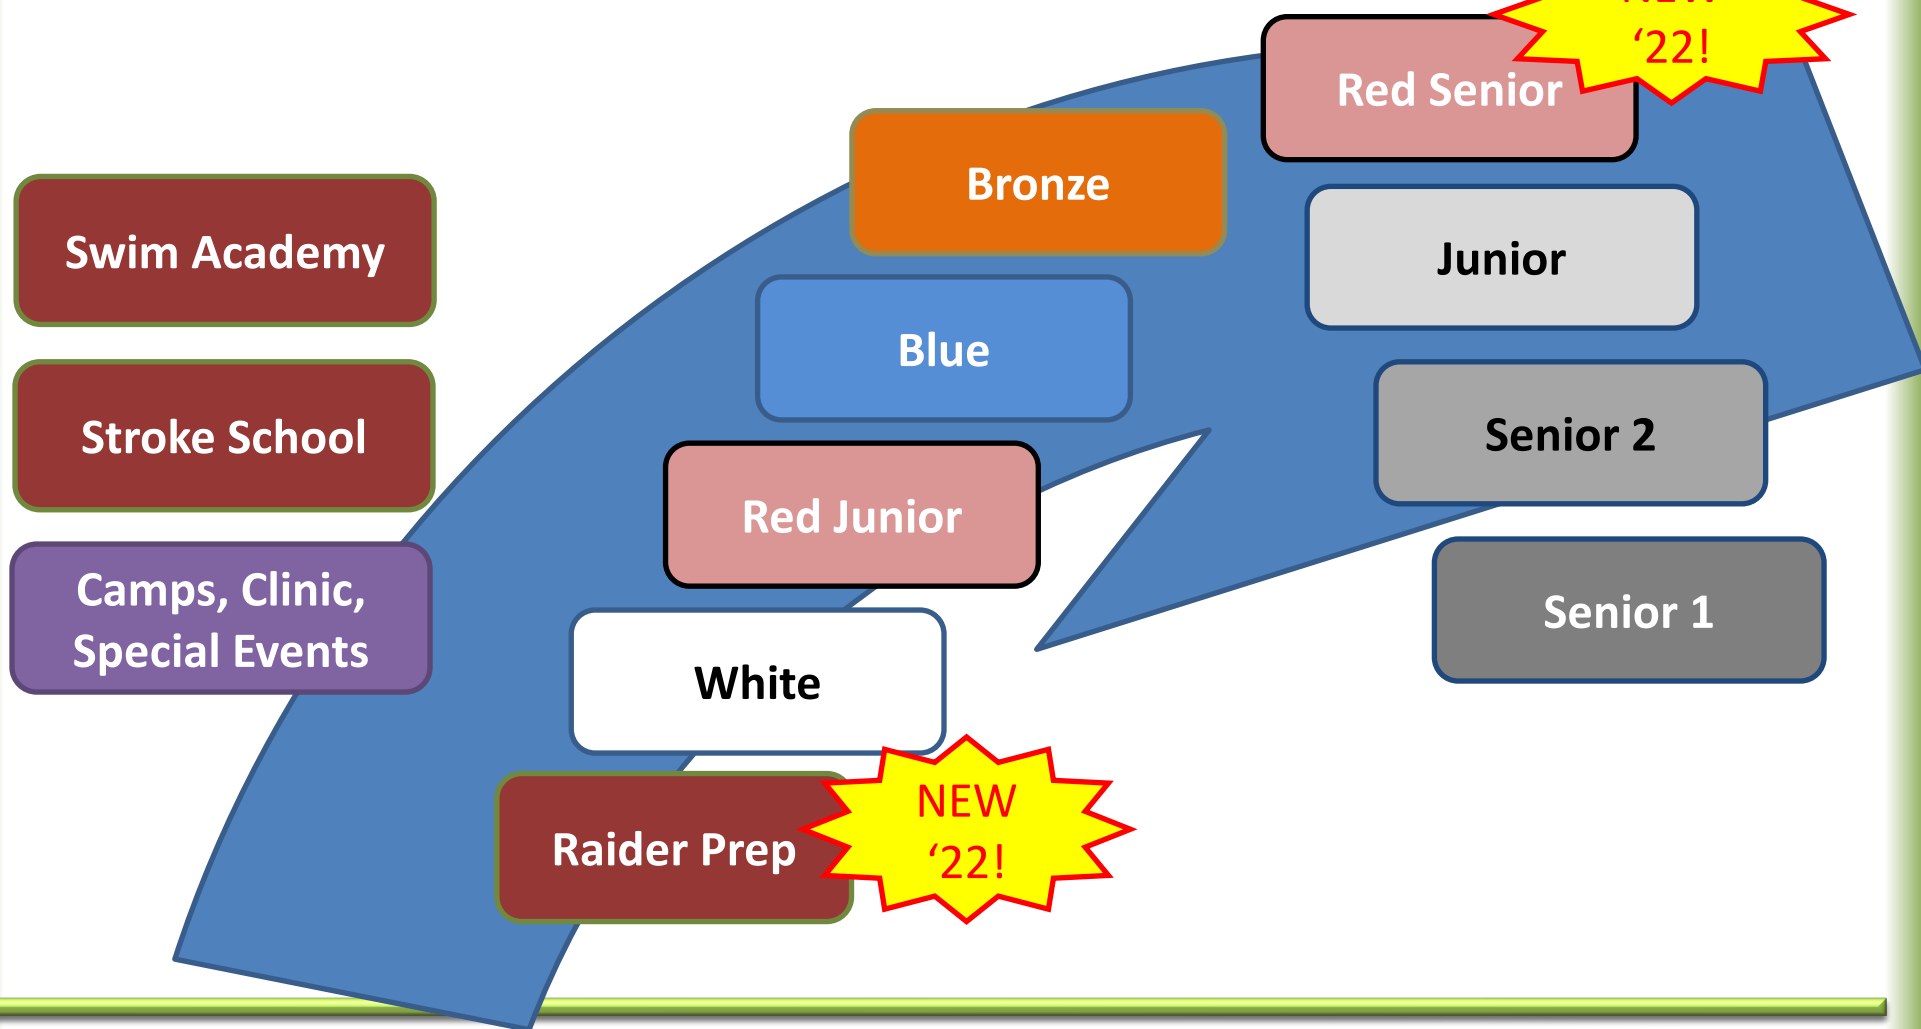 NEW
‘22!
Red Senior
Bronze
Swim Academy
Junior
Blue
Stroke School
Senior 2
Red Junior
Camps, Clinic,
Special Events
Senior 1
White
Raider Prep
NEW
‘22!